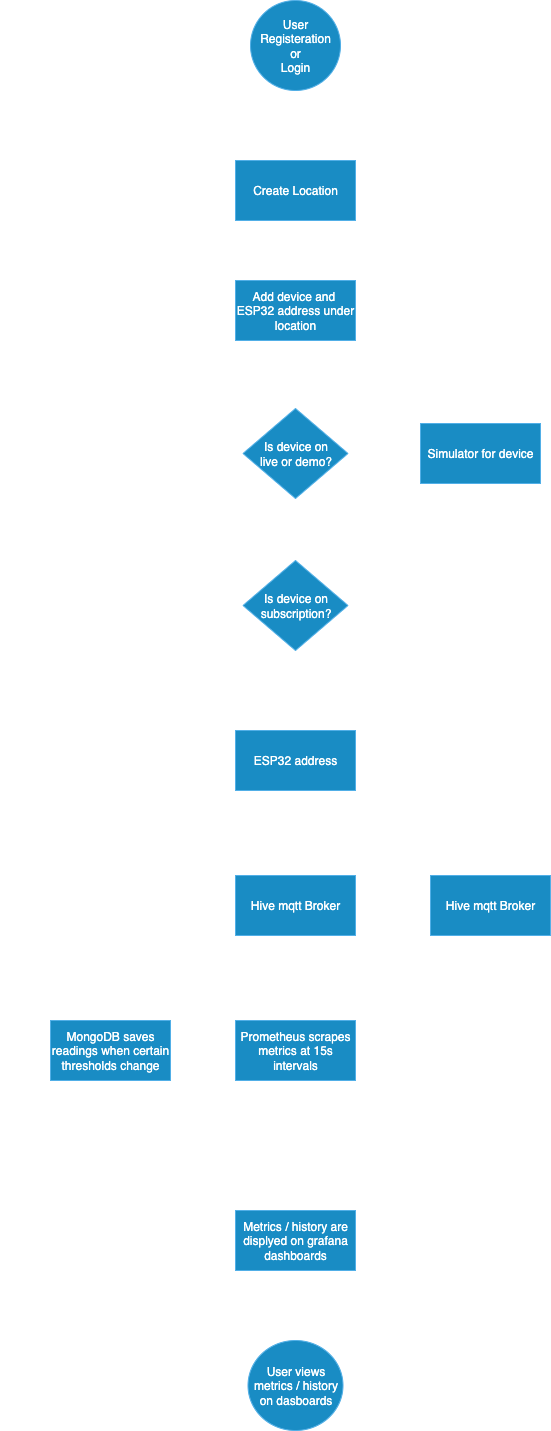 User
Registeration
or
Login
Create Location
Add device and
ESP32 address under
location
Is device on
live or demo?
Simulator for device
Is device on
subscription?
ESP32 address
Hive mqtt Broker
Hive mqtt Broker
MongoDB saves
readings when certain
thresholds change
Prometheus scrapes
metrics at 15s
intervals
Metrics / history are
displyed on grafana
dashboards
User views
metrics / history
on dasboards